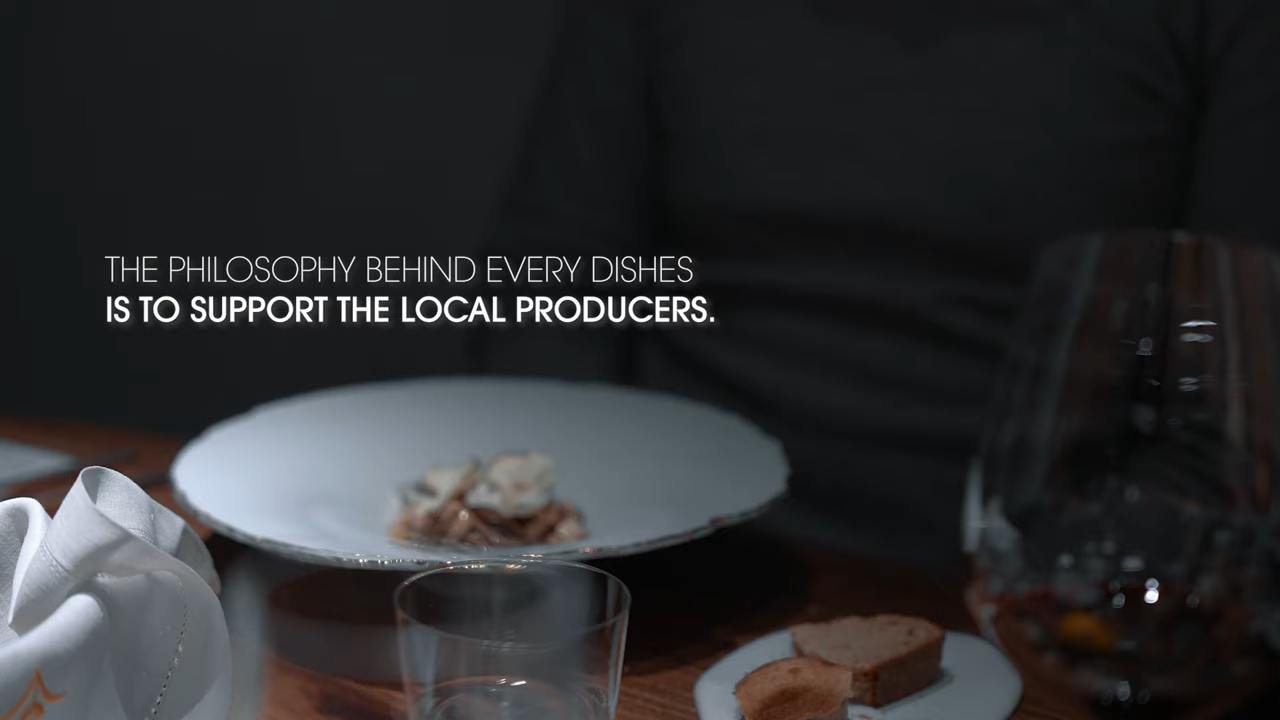 THE PHILOSOPHY BEHIND EVERY DISHES
IS TO SUPPORT THE LOCAL PRODUCERS.